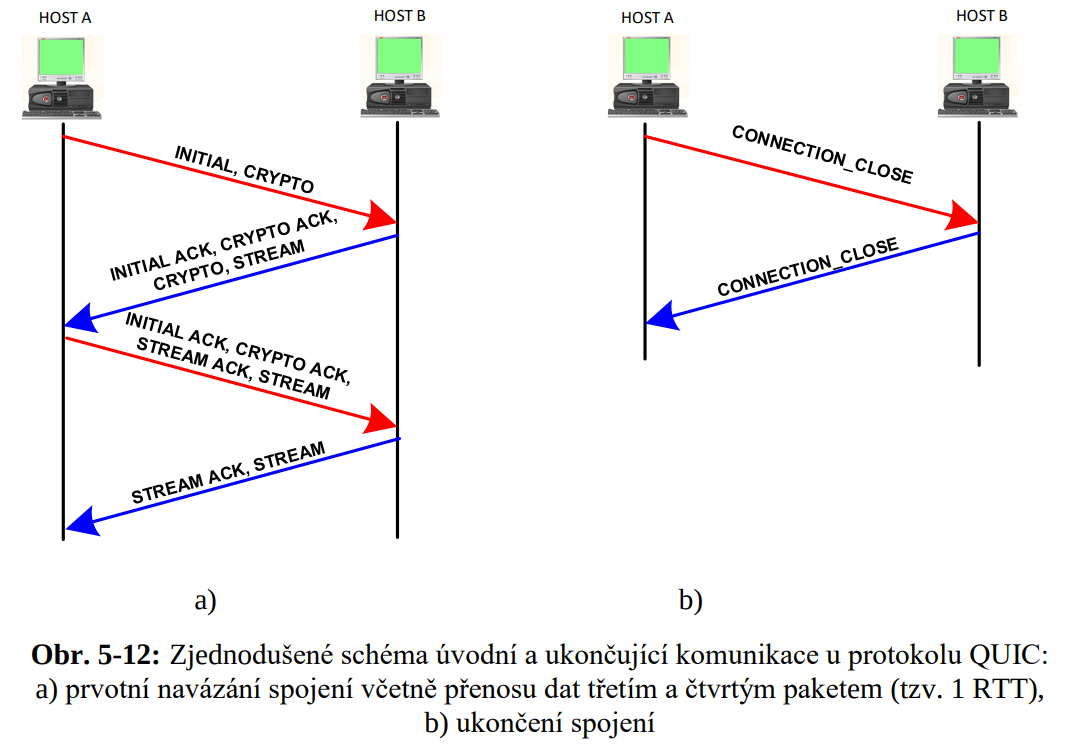 HOST A
HOST B
INITIAL, CRYPTO
INITIAL ACK, CRYPTO ACK,
CRYPTO, STREAM
INITIAL ACK, CRYPTO ACK,
STREAM ACK, STREAM
STREAM ACK, STREAM
a)
HOST A
HOST B
CONNECTION_CLOSE
CONNECTION_CLOSE
b)
Obr. 5-12: Zjednodušené schéma úvodní a ukončující komunikace u protokolu QUIC:
a) prvotní navázání spojení včetně přenosu dat třetím a čtvrtým paketem (tzv. 1 RTT),
b) ukončení spojení